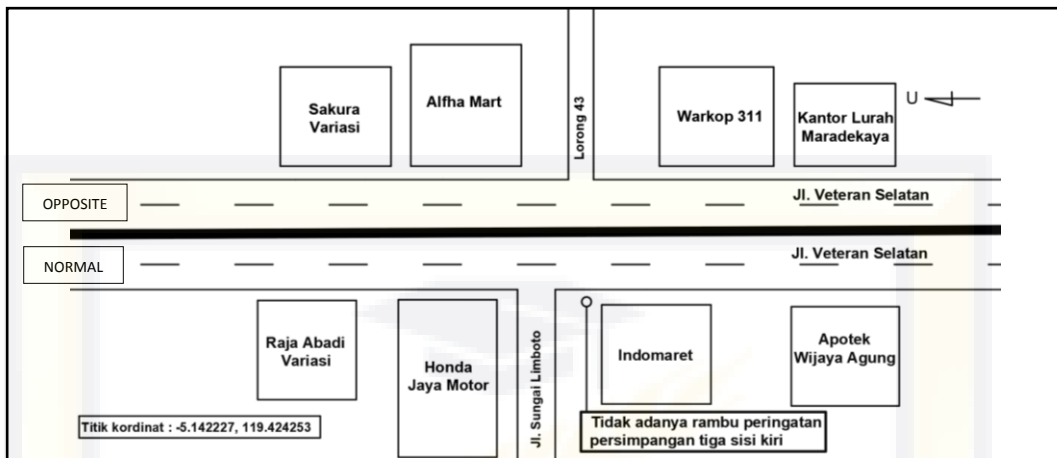 Sakura
Variasi
Alfha Mart
Lorong 43
Warkop 311
Kantor Lurah
Maradekaya
U
OPPOSITE
Jl. Veteran Selatan
NORMAL
Jl. Veteran Selatan
Raja Abadi
Variasi
Honda
Jaya Motor
Jl. Sungai Limboto
Indomaret
Apotek
Wijaya Agung
Titik kordinat : -5.142227, 119.424253
Tidak adanya rambu peringatan
persimpangan tiga sisi kiri